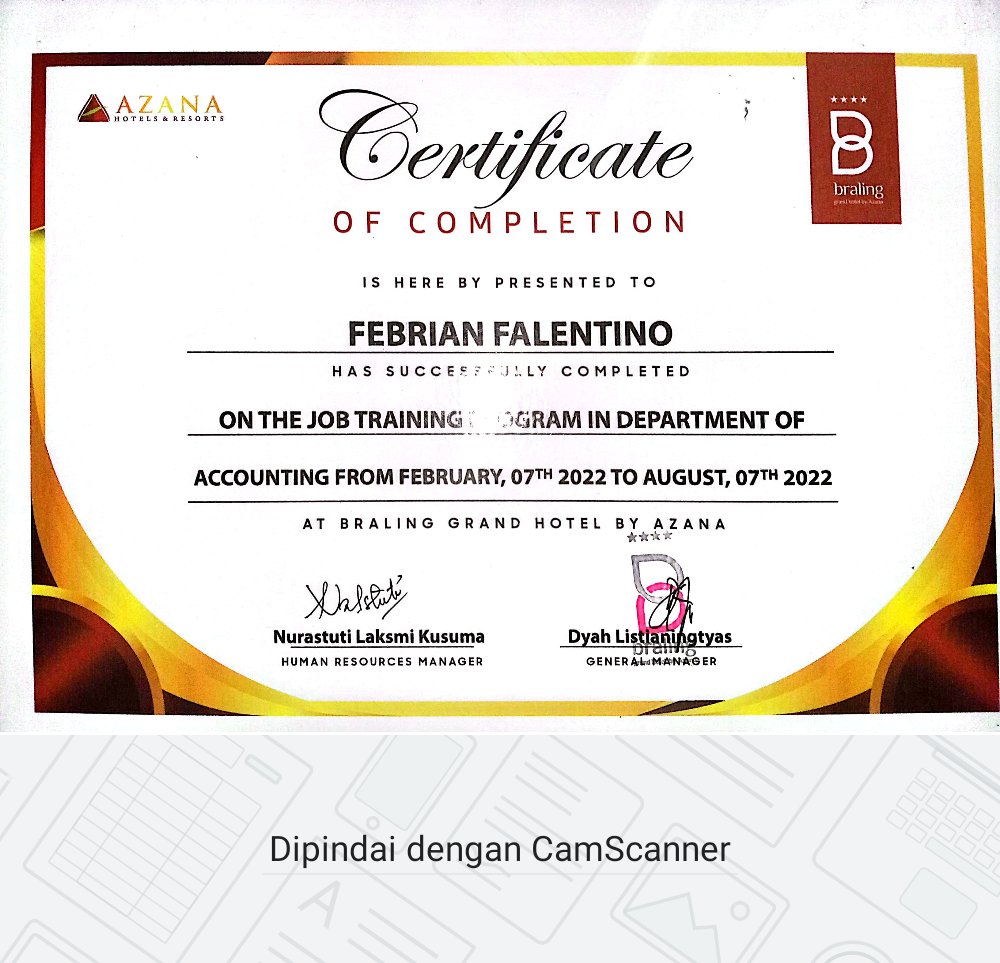 AZANA
HOTELS & RESORTS
Certificate
OF COMPLETION
braling
grand hotel by Azana
IS HERE BY PRESENTED TO
FEBRIAN FALENTINO
HAS SUCCESSFULLY COMPLETED
ON THE JOB TRAINING PROGRAM IN DEPARTMENT OF
ACCOUNTING FROM FEBRUARY, 07TH 2022 TO AUGUST, 07TH 2022
AT BRALING GRAND HOTEL BY AZANA
Nurastuti Laksmi Kusuma
HUMAN RESOURCES MANAGER
Dyah Listianingtyas
braling
GENERAL MANAGER
Dipindai dengan CamScanner